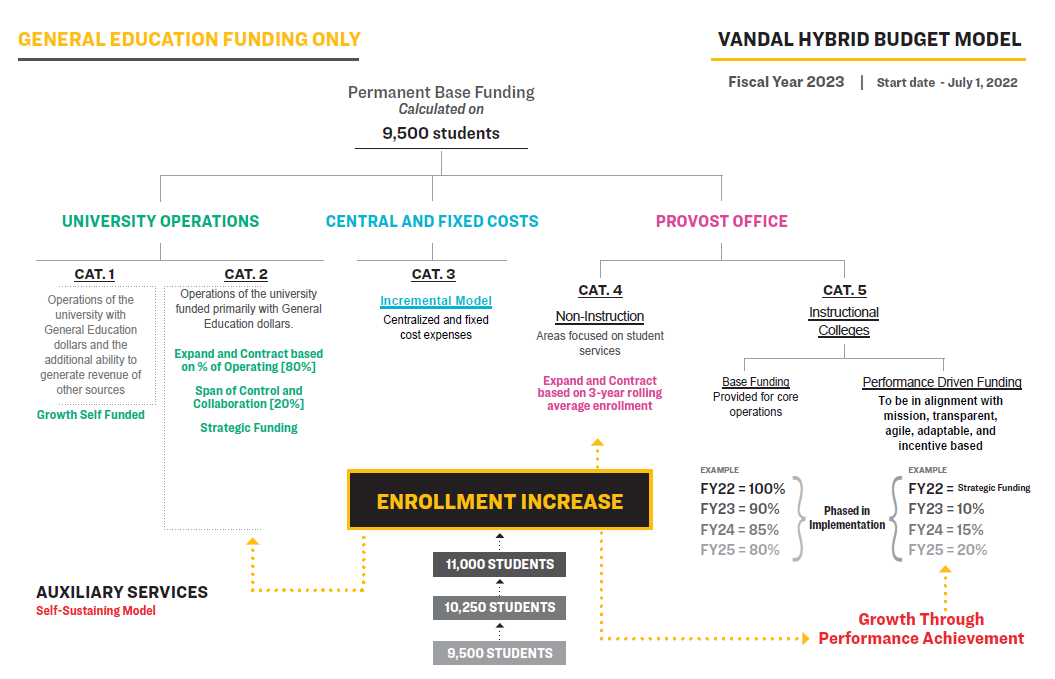 GENERAL EDUCATION FUNDING ONLY
VANDAL HYBRID BUDGET MODEL
Fiscal Year 2023 | Start date - July 1, 2022
Permanent Base Funding
Calculated on
9,500 students
UNIVERSITY OPERATIONS
CENTRAL AND FIXED COSTS
PROVOST OFFICE
CAT. 1
Operations of the
university with
General Education
dollars and the
additional ability to
generate revenue of
other sources
Growth Self Funded
CAT. 2
Operations of the university
funded primarily with General
Education dollars.
Expand and Contract based
on % of Operating [80%]
Span of Control and
Collaboration [20%]
Strategic Funding
CAT. 3
Incremental Model
Centralized and fixed
cost expenses
CAT. 4
Non-Instruction
Areas focused on student
services
Expand and Contract
based on 3-year rolling
average enrollment
CAT. 5
Instructional
Colleges
Base Funding
Provided for core
operations
Performance Driven Funding
To be in alignment with
mission, transparent,
agile, adaptable, and
incentive based
EXAMPLE
FY22 = 100%
FY23 = 90%
FY24 = 85%
FY25 = 80%
Phased in
Implementation
EXAMPLE
FY22 = Strategic Funding
FY23 = 10%
FY24 = 15%
FY25 = 20%
ENROLLMENT INCREASE
11,000 STUDENTS
10,250 STUDENTS
9,500 STUDENTS
AUXILIARY SERVICES
Self-Sustaining Model
Growth Through
Performance Achievement